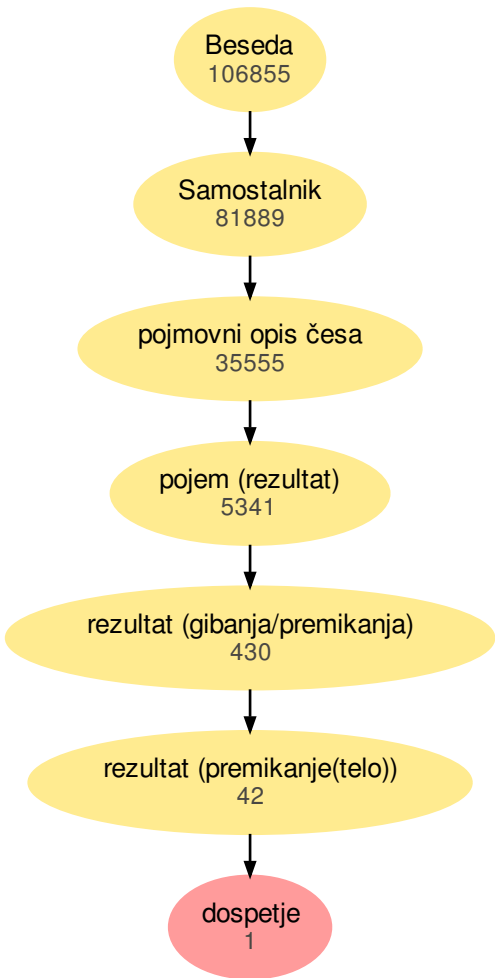 Beseda
106855
Samostalnik
81889
pojmovni opis česa
35555
pojem (rezultat)
5341
rezultat (gibanja/premikanja)
430
rezultat (premikanje(telo))
42
dospetje
1